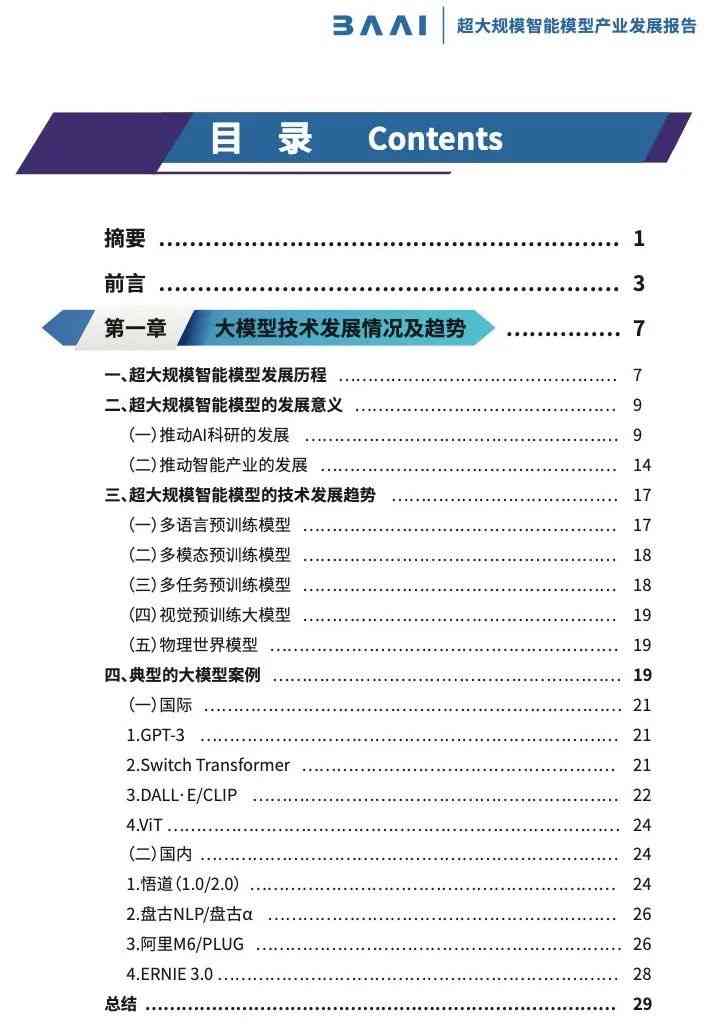 BAAI 超大规模智能模型产业发展报告
目 录 Contents
摘要 ........................................................ 1
前言 ........................................................ 3
第一章 大模型技术发展情况及趋势 ............... 7
一、超大规模智能模型发展历程 ................................................ 7
二、超大规模智能模型的发展意义 ............................................. 9
（一）推动AI科研的发展 ...................................................... 9
（二）推动智能产业的发展 ................................................... 14
三、超大规模智能模型的技术发展趋势 ....................................... 17
（一）多语言预训练模型 ...................................................... 17
（二）多模态预训练模型 ...................................................... 18
（三）多任务预训练模型 ...................................................... 18
（四）视觉预训练大模型 ...................................................... 19
（五）物理世界模型 ............................................................ 19
四、典型的大模型案例 ............................................................ 19
（一）国际 ........................................................................ 21
1.GPT-3 ........................................................................ 21
2.Switch Transformer ...................................................... 21
3.DALL·E/CLIP ............................................................... 22
4.ViT .............................................................................. 24
（二）国内 ........................................................................ 24
1.悟道（1.0/2.0） ............................................................... 24
2.盘古NLP/盘古α ............................................................ 26
3.阿里M6/PLUG ............................................................... 26
4.ERNIE 3.0 ..................................................................... 28
总结 ................................................................................. 29